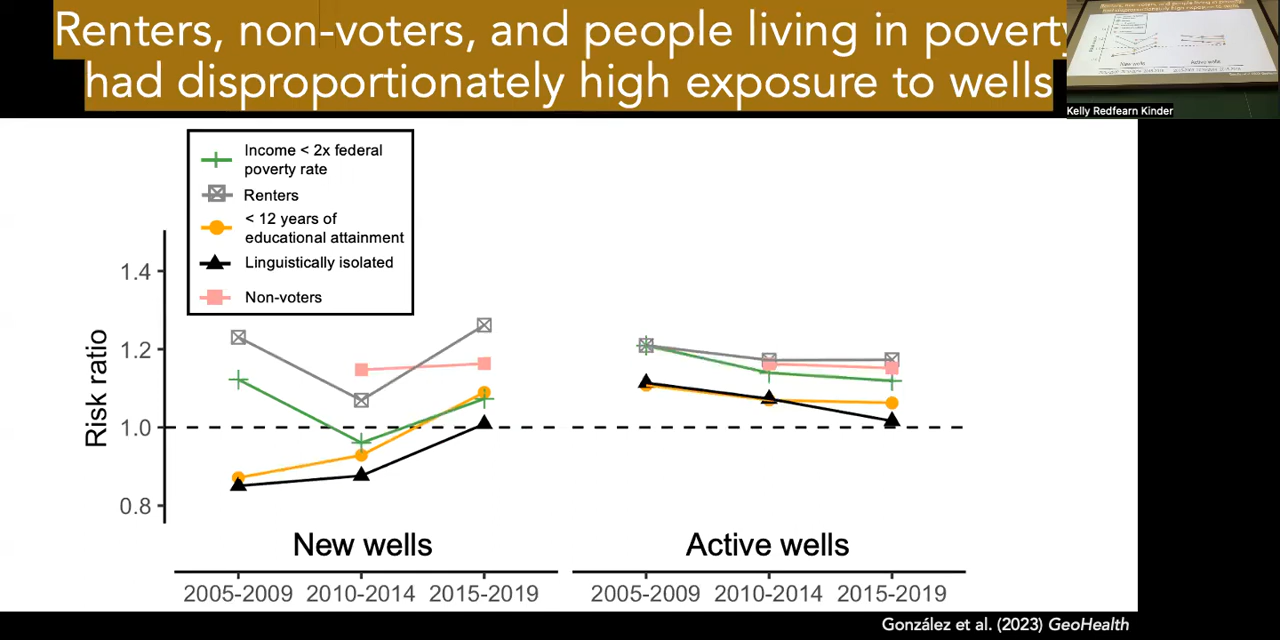 Renters, non-voters, and people living in poverty
had disproportionately high exposure to wells
Kelly Redfearn Kinder
Income < 2x federal
poverty rate
Renters
< 12 years of
educational attainment
Linguistically isolated
Non-voters
Risk ratio
1.4
1.2
1.0
0.8
New wells
Active wells
2005-2009 2010-2014 2015-2019
2005-2009 2010-2014 2015-2019
González et al. (2023) GeoHealth